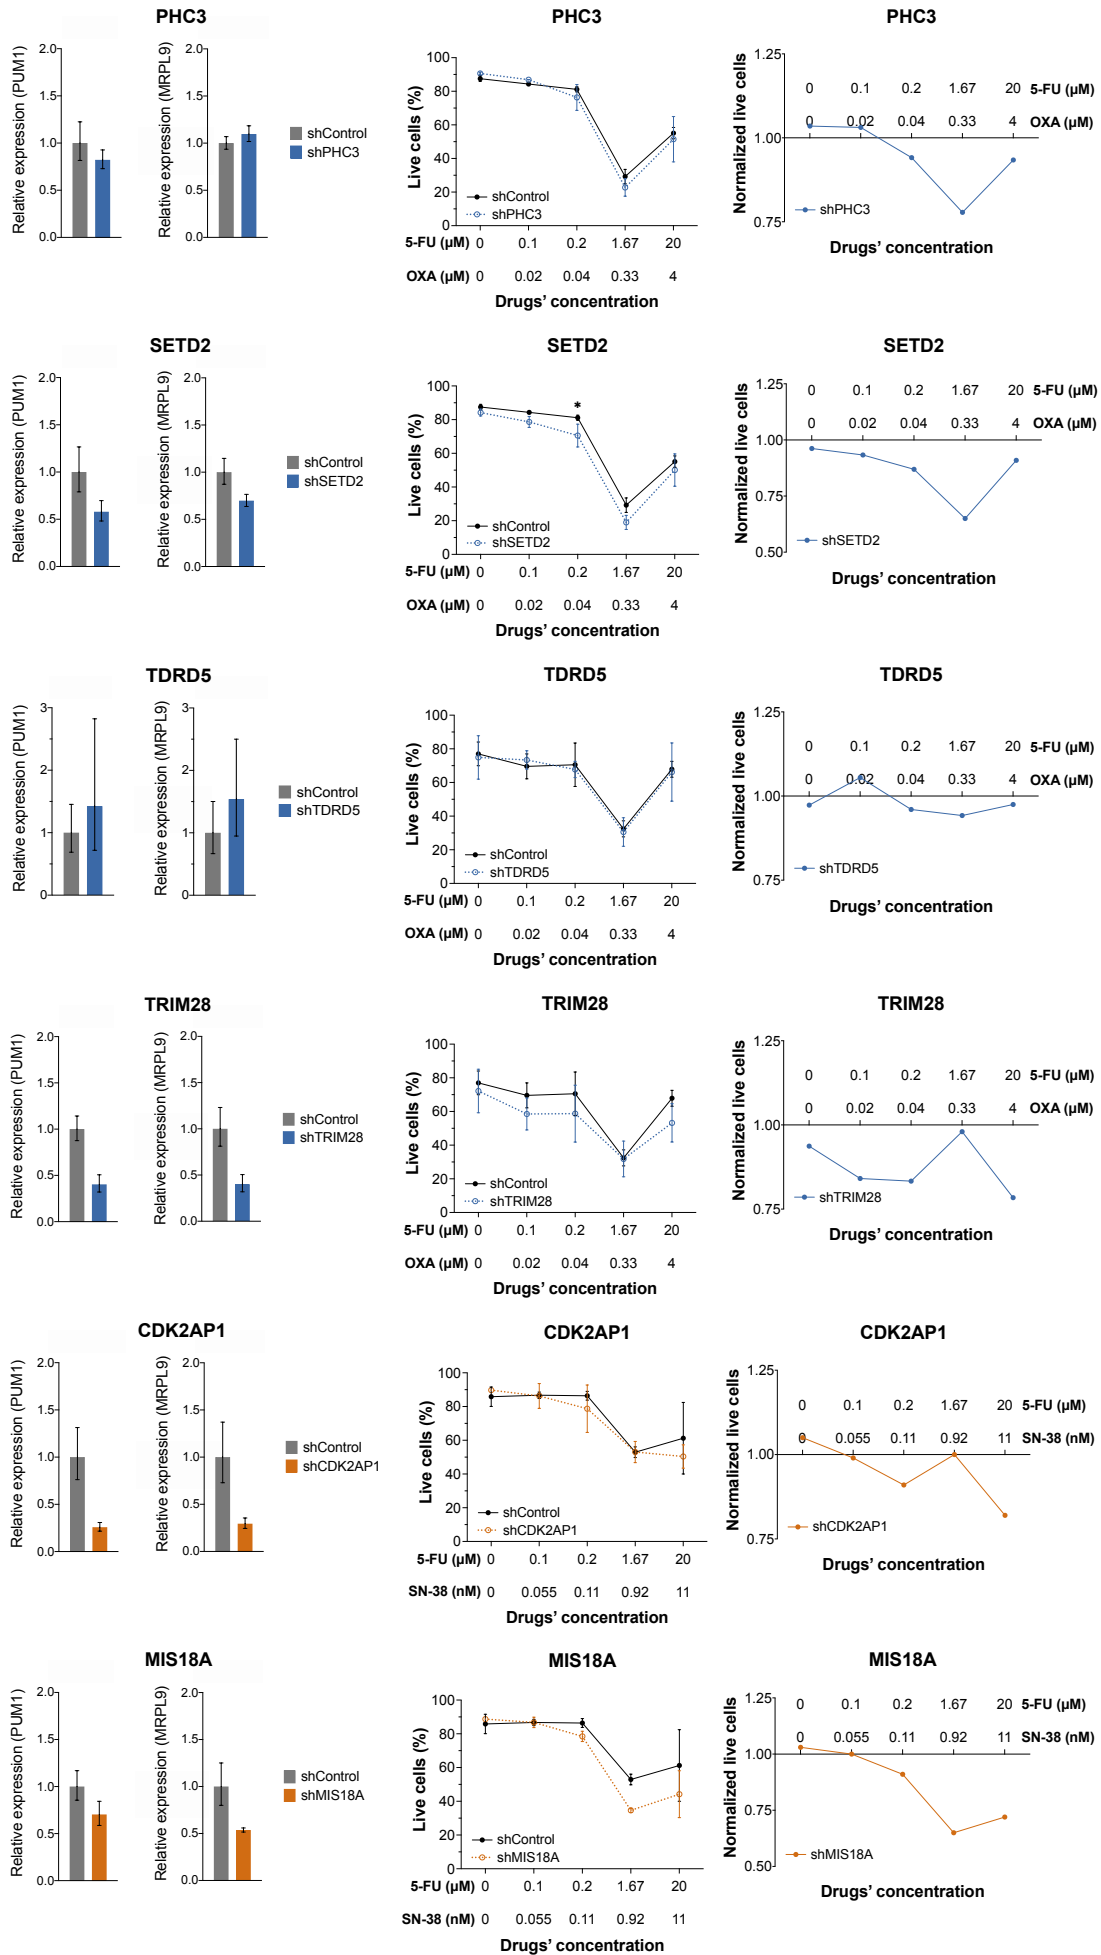 PHC3
Relative expression (PUM1)
2.0
1.5
1.0
0.5
0.0
Relative expression (MRPL9)
2.0
1.5
1.0
0.5
0.0
shControl
shPHC3
PHC3
Live cells (%)
100
80
60
40
20
0
shControl
shPHC3
5-FU (µM) 0 0.1 0.2 1.67 20
OXA (µM) 0 0.02 0.04 0.33 4
Drugs' concentration
PHC3
Normalized live cells
1.25
1.00
0.75
0 0.1 0.2 1.67 20 5-FU (µM)
0 0.02 0.04 0.33 4 OXA (µM)
shPHC3
Drugs' concentration
SETD2
Relative expression (PUM1)
2.0
1.5
1.0
0.5
0.0
Relative expression (MRPL9)
2.0
1.5
1.0
0.5
0.0
shControl
shSETD2
SETD2
Live cells (%)
100
80
60
40
20
0
*
shControl
shSETD2
5-FU (µM) 0 0.1 0.2 1.67 20
OXA (µM) 0 0.02 0.04 0.33 4
Drugs' concentration
SETD2
Normalized live cells
1.25
1.00
0.75
0.50
0 0.1 0.2 1.67 20 5-FU (µM)
0 0.02 0.04 0.33 4 OXA (µM)
shSETD2
Drugs' concentration
TDRD5
Relative expression (PUM1)
3
2
1
0
Relative expression (MRPL9)
3
2
1
0
shControl
shTDRD5
TDRD5
Live cells (%)
100
80
60
40
20
0
shControl
shTDRD5
5-FU (µM) 0 0.1 0.2 1.67 20
OXA (µM) 0 0.02 0.04 0.33 4
Drugs' concentration
TDRD5
Normalized live cells
1.25
1.00
0.75
0 0.1 0.2 1.67 20 5-FU (µM)
0 0.02 0.04 0.33 4 OXA (µM)
shTDRD5
Drugs' concentration
TRIM28
Relative expression (PUM1)
2.0
1.5
1.0
0.5
0.0
Relative expression (MRPL9)
2.0
1.5
1.0
0.5
0.0
shControl
shTRIM28
TRIM28
Live cells (%)
100
80
60
40
20
0
shControl
shTRIM28
5-FU (µM) 0 0.1 0.2 1.67 20
OXA (µM) 0 0.02 0.04 0.33 4
Drugs' concentration
TRIM28
Normalized live cells
1.25
1.00
0.75
0 0.1 0.2 1.67 20 5-FU (µM)
0 0.02 0.04 0.33 4 OXA (µM)
shTRIM28
Drugs' concentration
CDK2AP1
Relative expression (PUM1)
2.0
1.5
1.0
0.5
0.0
Relative expression (MRPL9)
2.0
1.5
1.0
0.5
0.0
shControl
shCDK2AP1
CDK2AP1
Live cells (%)
100
80
60
40
20
0
shControl
shCDK2AP1
5-FU (µM) 0 0.1 0.2 1.67 20
SN-38 (nM) 0 0.055 0.11 0.92 11
Drugs' concentration
CDK2AP1
Normalized live cells
1.25
1.00
0.75
0 0.1 0.2 1.67 20 5-FU (µM)
0 0.055 0.11 0.92 11 SN-38 (nM)
shCDK2AP1
Drugs' concentration
MIS18A
Relative expression (PUM1)
2.0
1.5
1.0
0.5
0.0
Relative expression (MRPL9)
2.0
1.5
1.0
0.5
0.0
shControl
shMIS18A
MIS18A
Live cells (%)
100
80
60
40
20
0
shControl
shMIS18A
5-FU (µM) 0 0.1 0.2 1.67 20
SN-38 (nM) 0 0.055 0.11 0.92 11
Drugs' concentration
MIS18A
Normalized live cells
1.25
1.00
0.75
0.50
0 0.1 0.2 1.67 20 5-FU (µM)
0 0.055 0.11 0.92 11 SN-38 (nM)
shMIS18A
Drugs' concentration